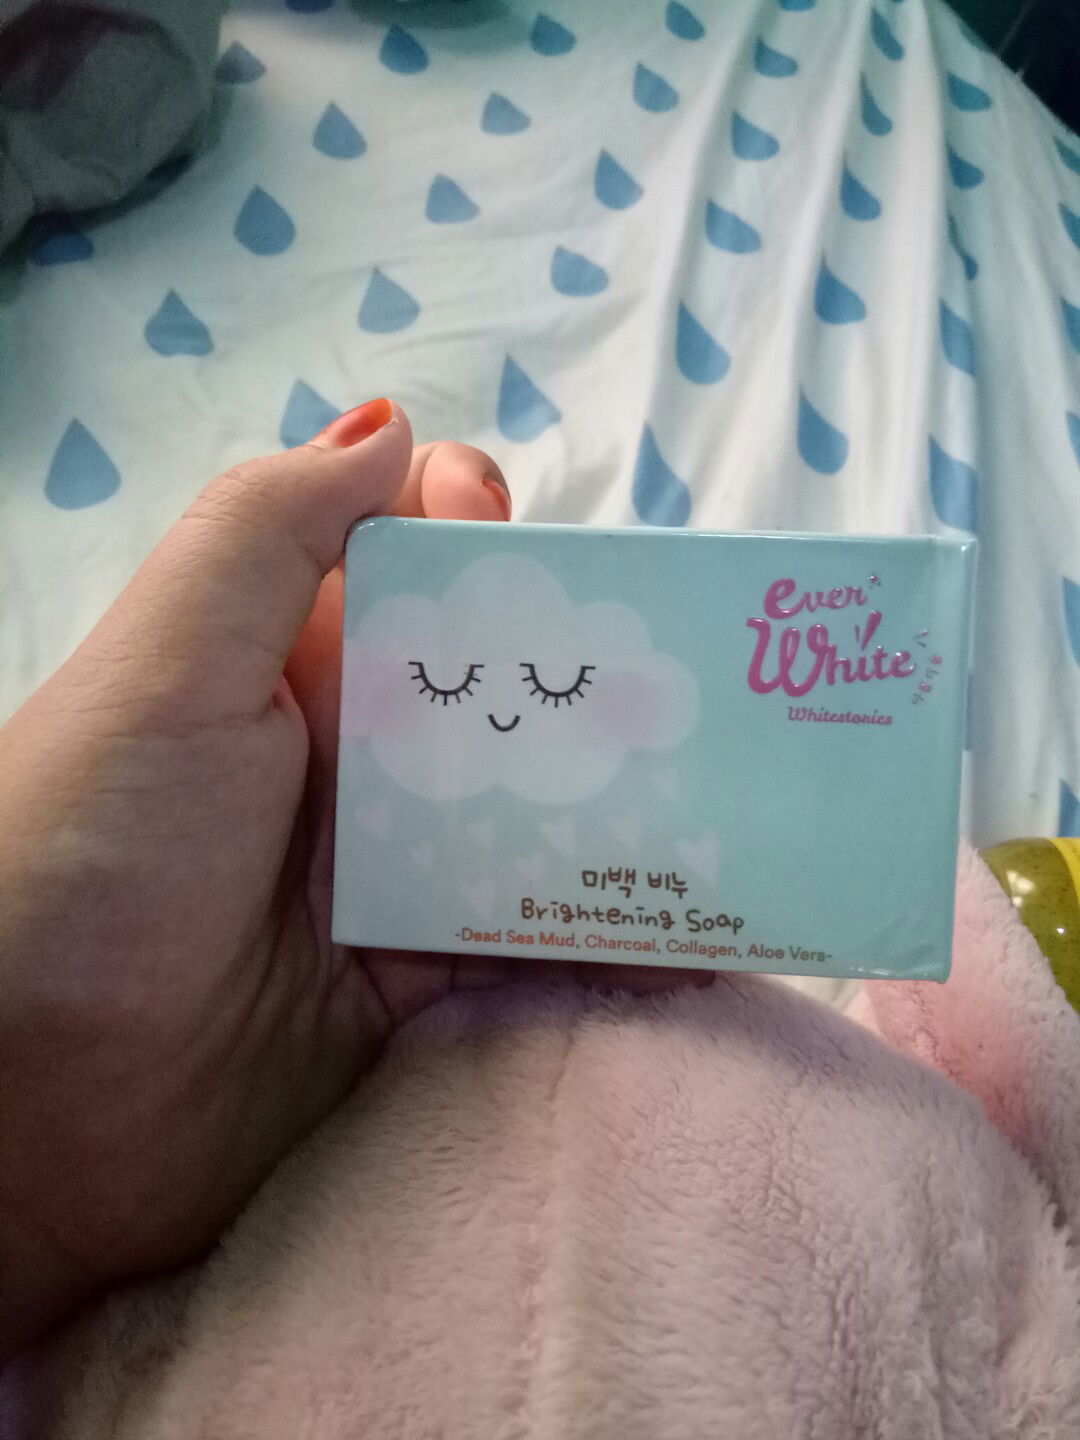 ever
White
Whitestories
미백 비누
Brightening Soap
-Dead Sea Mud, Charcoal, Collagen, Aloe Vera-